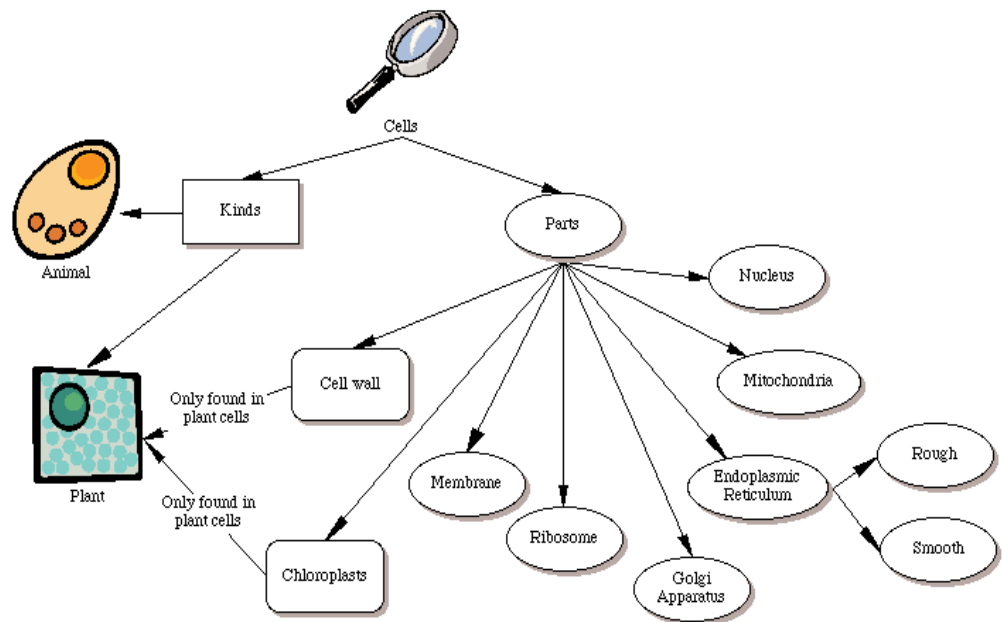 Cells
Kinds
Parts
Animal
Nucleus
Cell wall
Mitochondria
Only found in
plant cells
Plant
Membrane
Endoplasmic
Reticulum
Rough
Only found in
plant cells
Ribosome
Smooth
Chloroplasts
Golgi
Apparatus